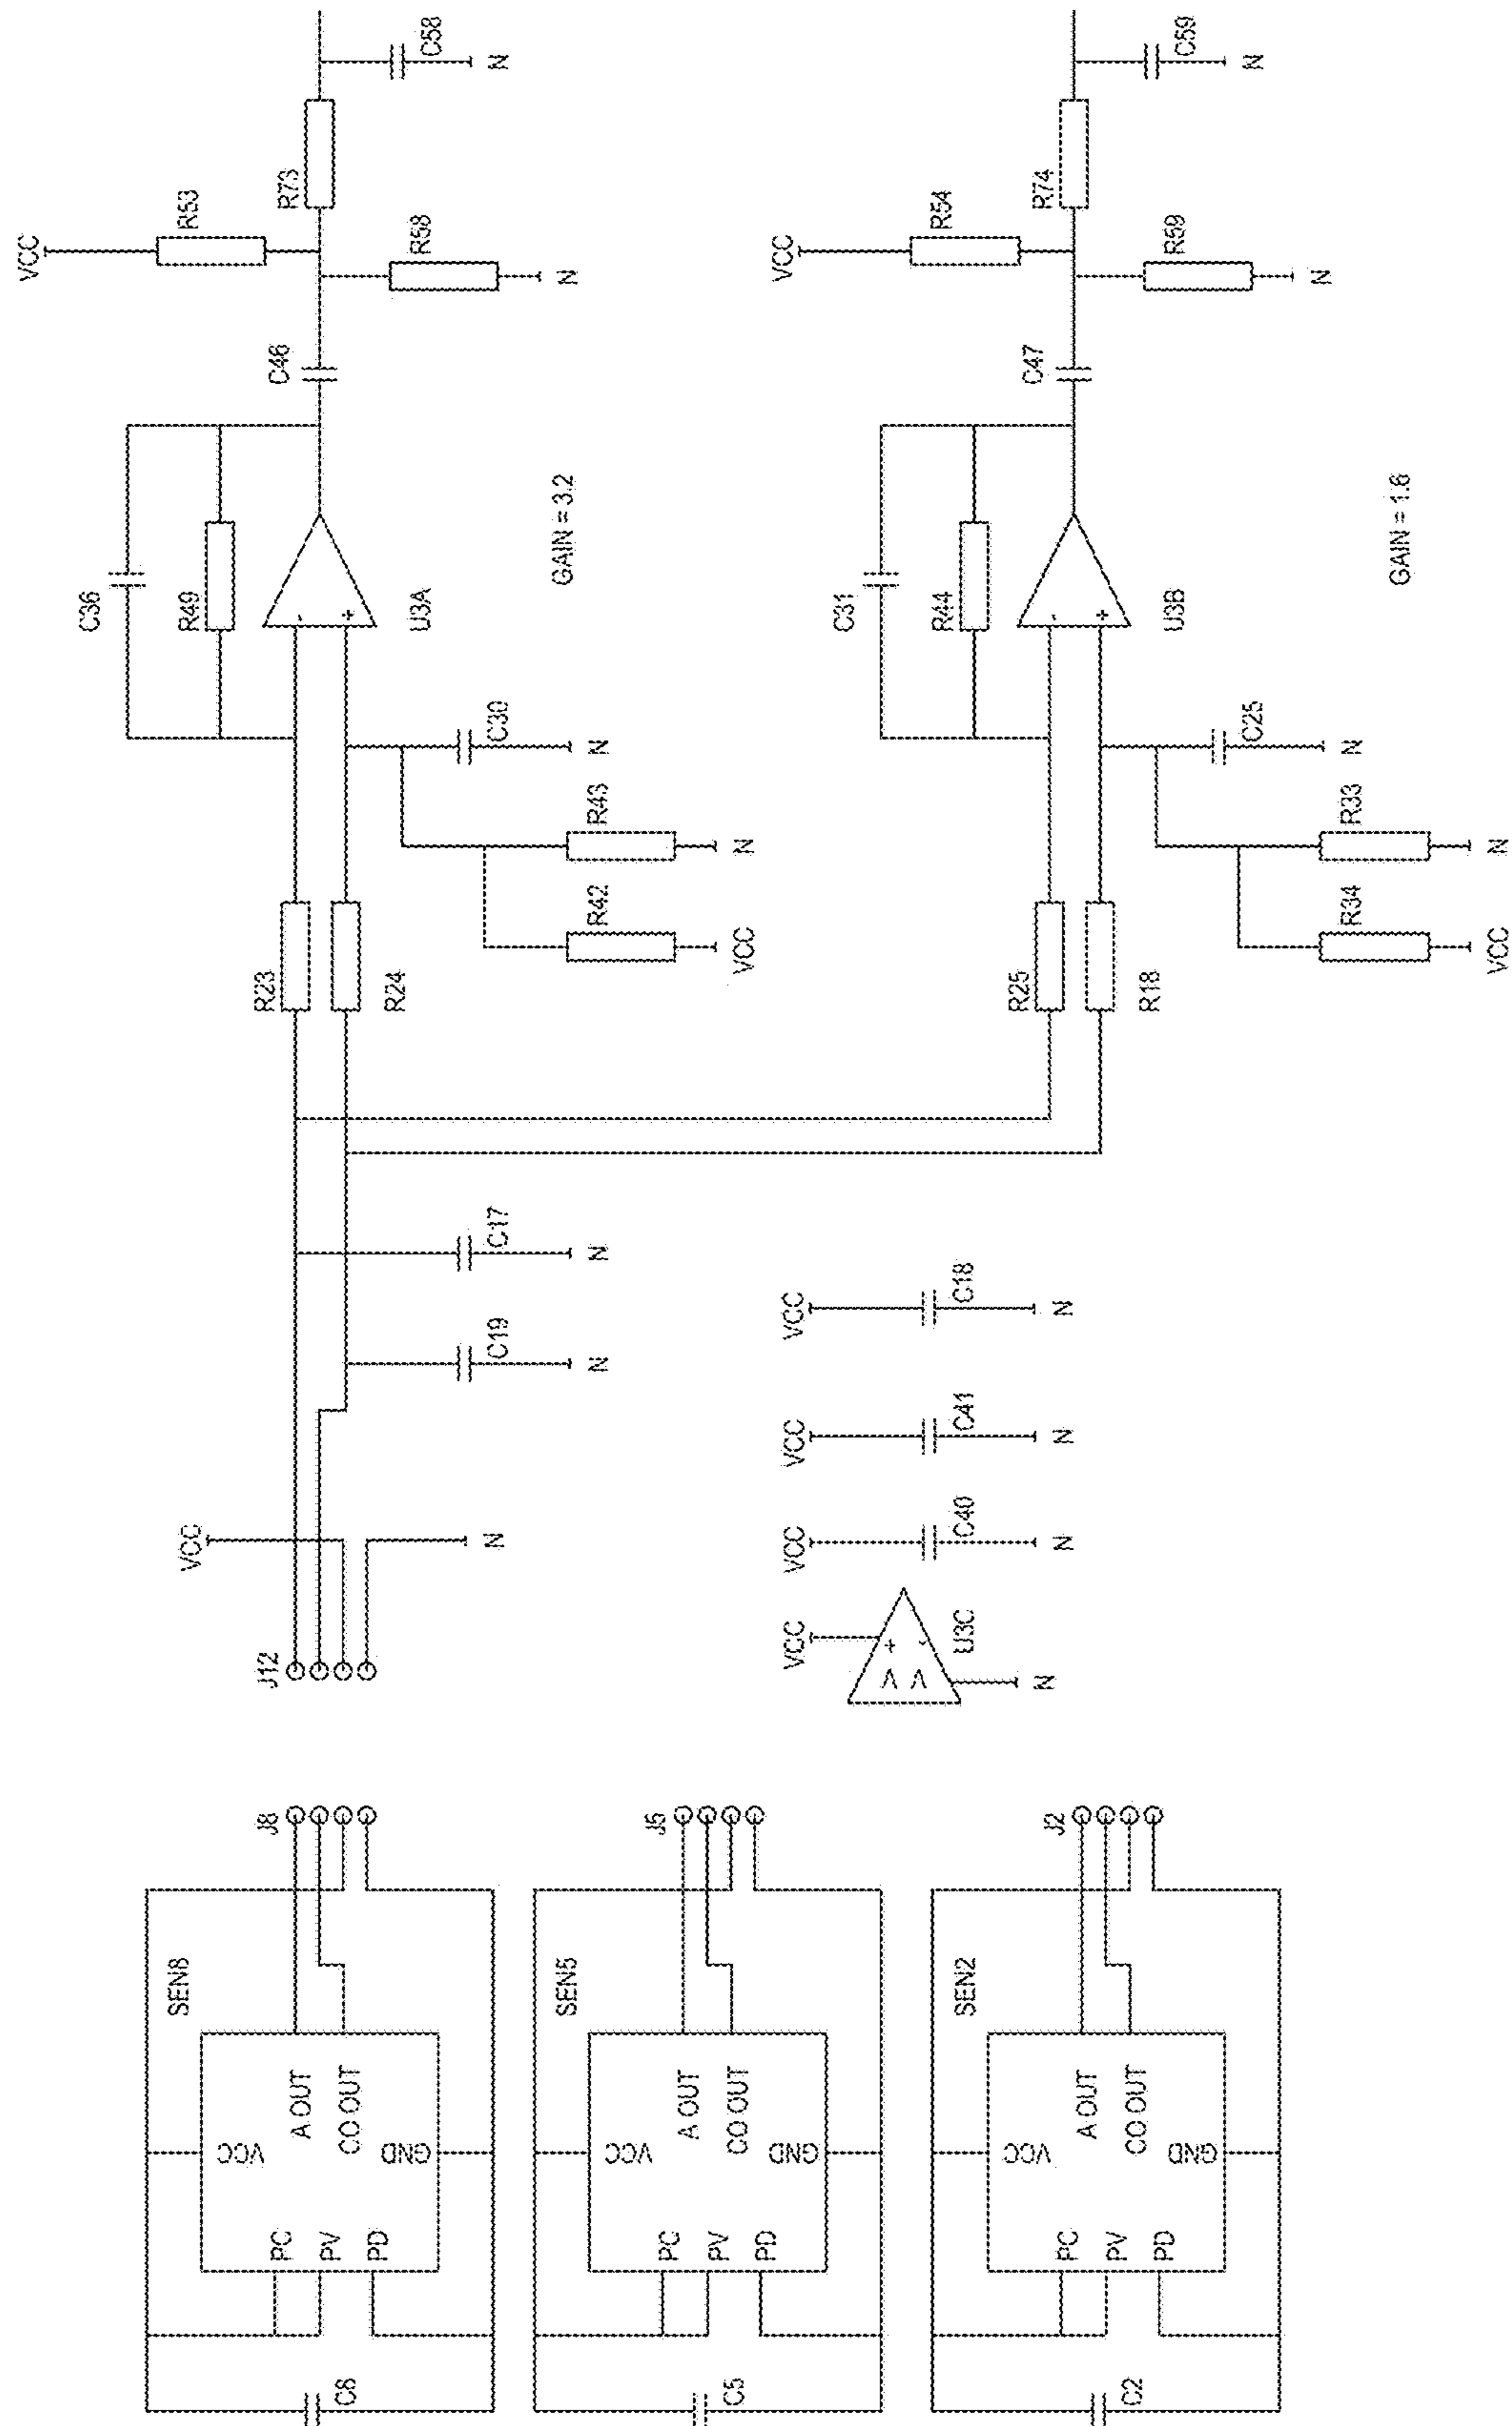 C58
N
C59
N
R73
R74
R53
VCC
R58
N
R54
VCC
R59
N
C46
C47
C36
R49
U3A
GAIN = 3.2
C31
R44
U3B
GAIN = 1.6
-
+
-
+
C30
N
R43
N
R42
VCC
C25
N
R33
N
R34
VCC
R23
R24
R25
R18
C17
N
C19
N
VCC
C18
N
VCC
C41
N
VCC
C40
N
VCC
N
J12
VCC
+
-
V V
U3C
N
J8
J5
J2
SEN8
VCC
A OUT
CO OUT
GND
PC
PV
PD
SEN5
VCC
A OUT
CO OUT
GND
PC
PV
PD
SEN2
VCC
A OUT
CO OUT
GND
PC
PV
PD
C5
C2